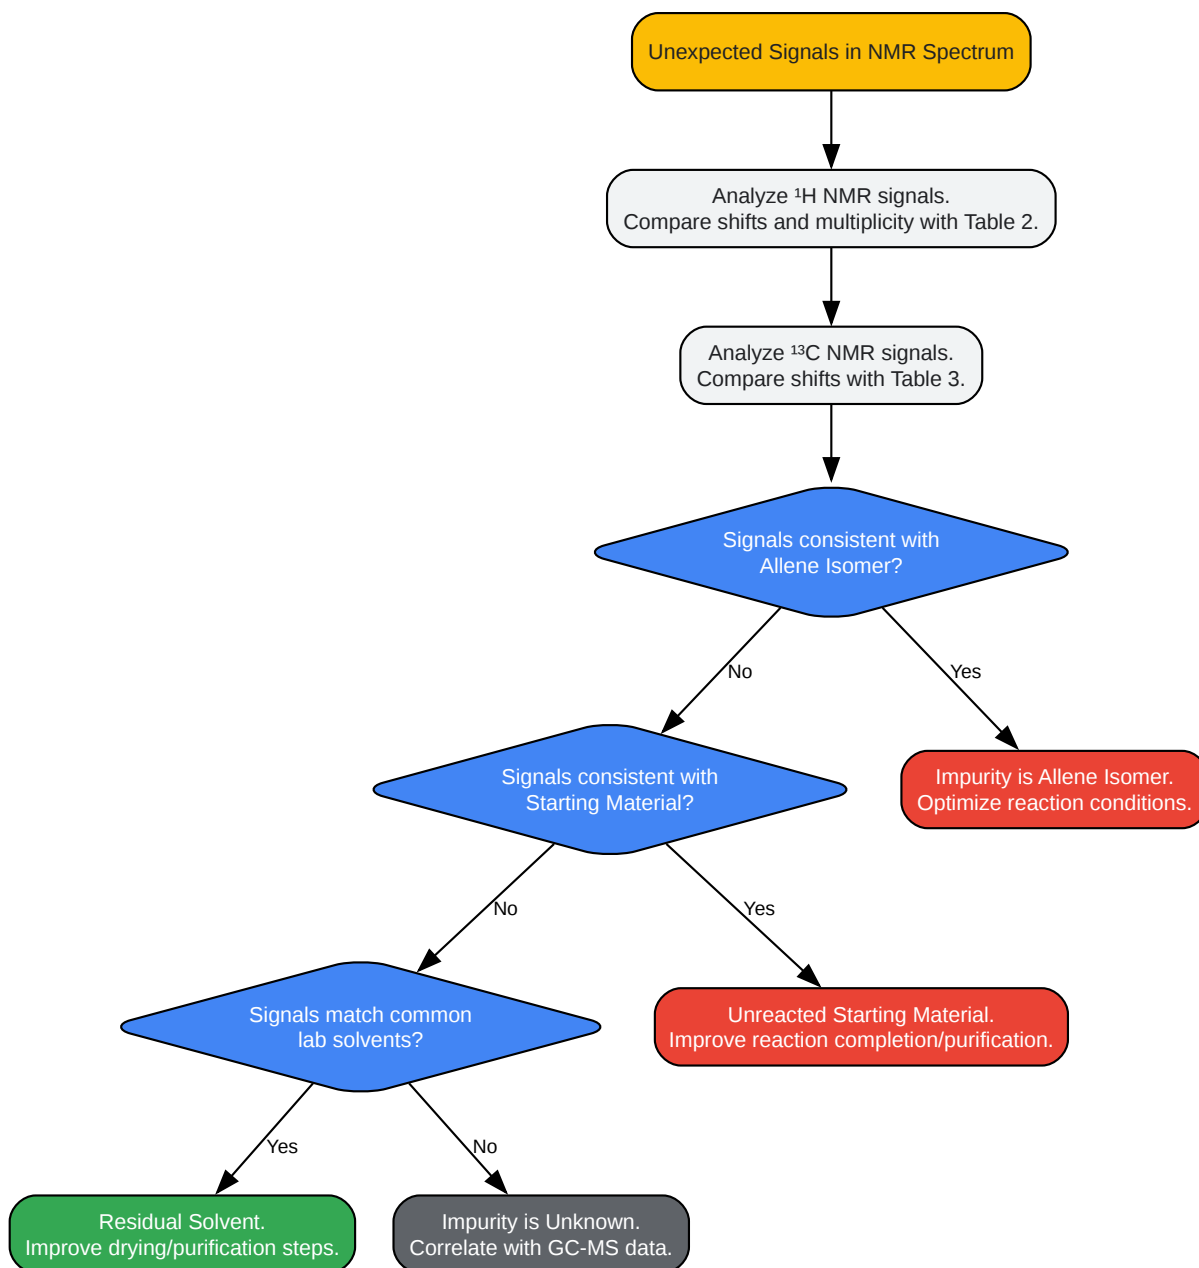 Unexpected Signals in NMR Spectrum
Analyze ¹H NMR signals.
Compare shifts and multiplicity with Table 2.
Analyze ¹³C NMR signals.
Compare shifts with Table 3.
Signals consistent with
Allene Isomer?
No
Yes
Signals consistent with
Starting Material?
Impurity is Allene Isomer.
Optimize reaction conditions.
No
Yes
Signals match common
lab solvents?
Unreacted Starting Material.
Improve reaction completion/purification.
Yes
No
Residual Solvent.
Improve drying/purification steps.
Impurity is Unknown.
Correlate with GC-MS data.